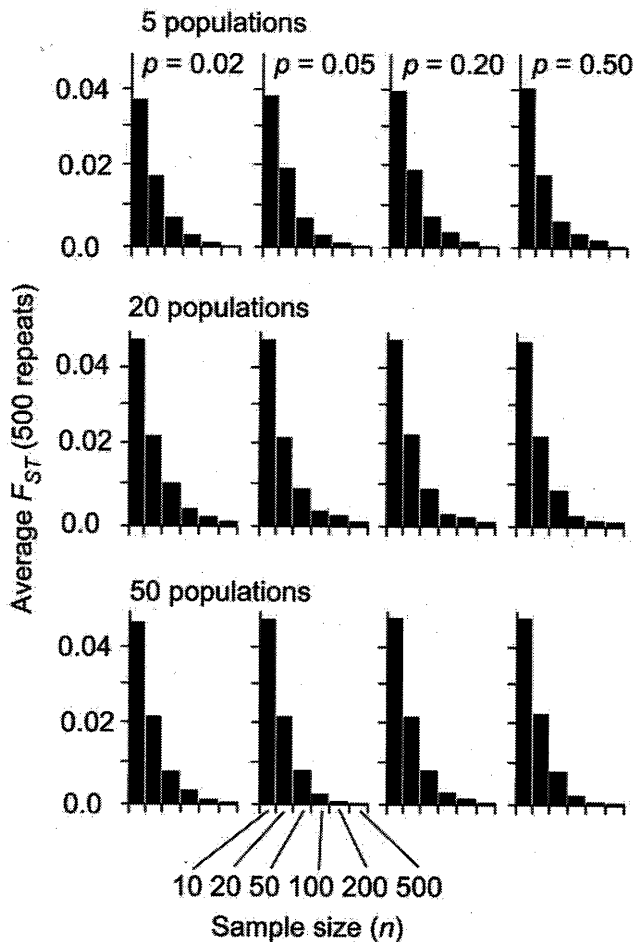 5 populations
p = 0.02 p = 0.05 p = 0.20 p = 0.50
0.04
0.02
0.0
20 populations
0.04
0.02
0.0
50 populations
0.04
0.02
0.0
Average F_ST (500 repeats)
10 20 50 100 200 500
Sample size (n)